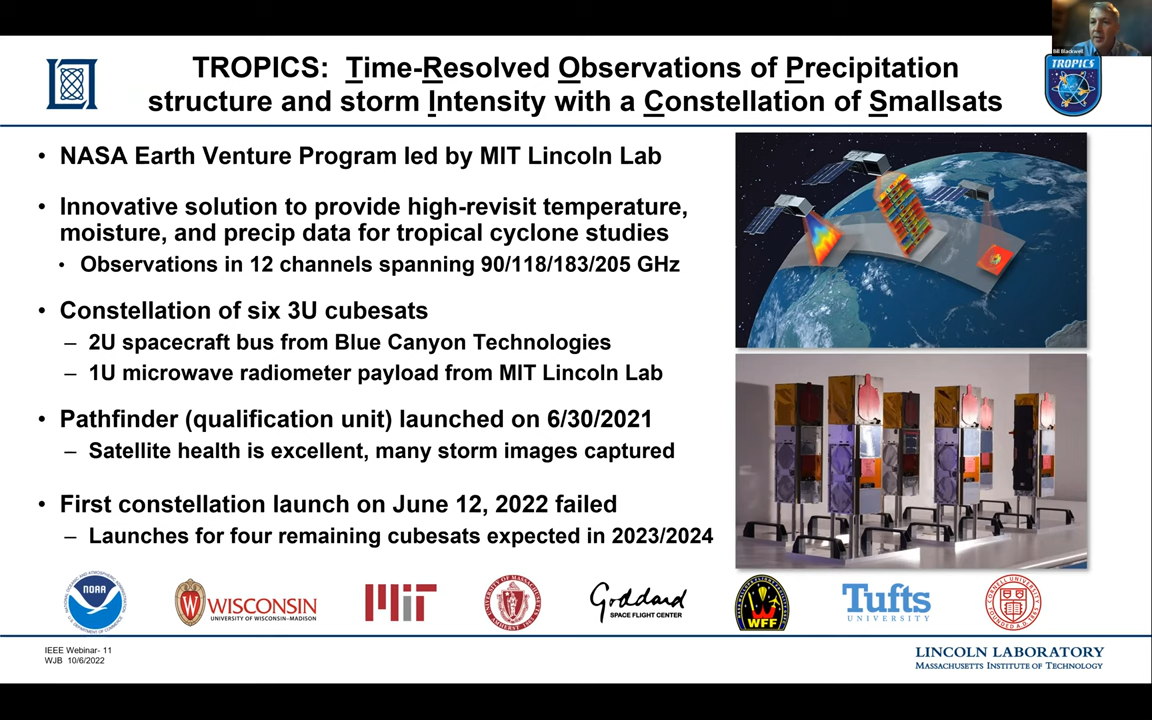 Bill Blackwell
TROPICS: Time-Resolved Observations of Precipitation
structure and storm Intensity with a Constellation of Smallsats
TROPICS
• NASA Earth Venture Program led by MIT Lincoln Lab
• Innovative solution to provide high-revisit temperature,
moisture, and precip data for tropical cyclone studies
• Observations in 12 channels spanning 90/118/183/205 GHz
• Constellation of six 3U cubesats
– 2U spacecraft bus from Blue Canyon Technologies
– 1U microwave radiometer payload from MIT Lincoln Lab
• Pathfinder (qualification unit) launched on 6/30/2021
– Satellite health is excellent, many storm images captured
• First constellation launch on June 12, 2022 failed
– Launches for four remaining cubesats expected in 2023/2024
NOAA
WISCONSIN
UNIVERSITY OF WISCONSIN–MADISON
MIT
Goddard
SPACE FLIGHT CENTER
WFF
Tufts
UNIVERSITY
IEEE Webinar- 11
WJB 10/6/2022
LINCOLN LABORATORY
MASSACHUSETTS INSTITUTE OF TECHNOLOGY